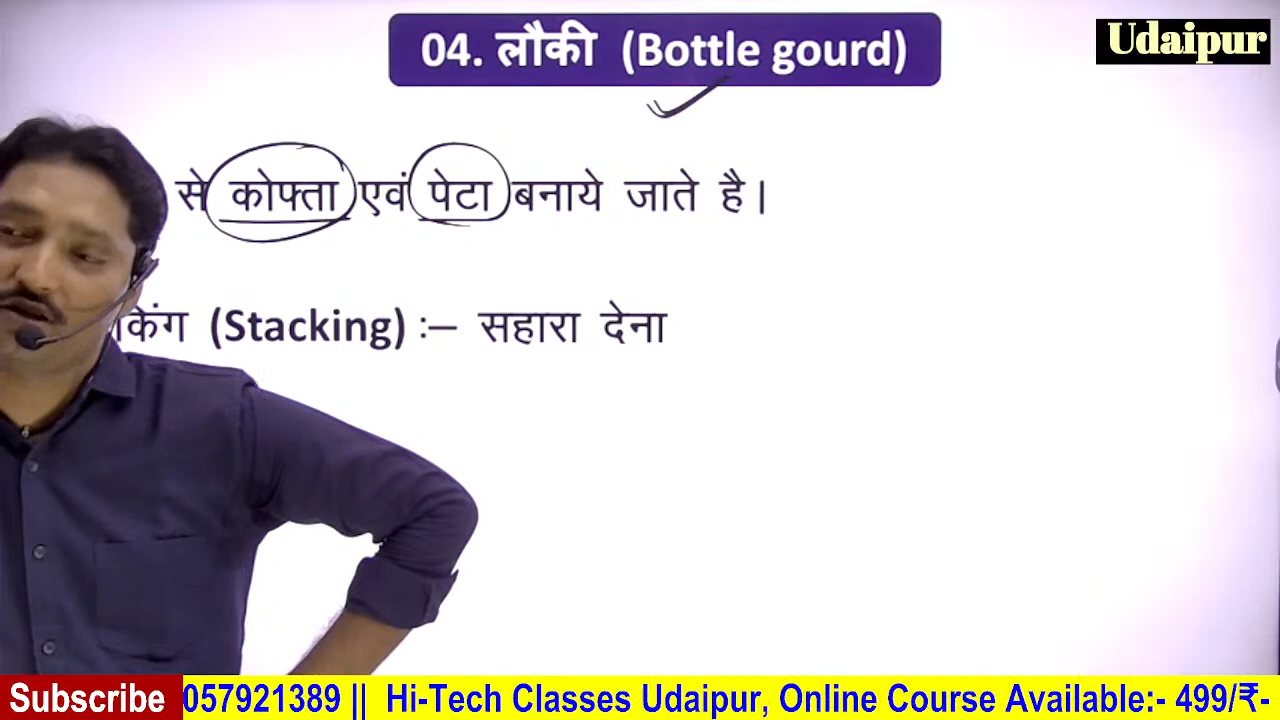 04. लौकी (Bottle gourd)
Udaipur
से कोफ्ता एवं पेटा बनाये जाते है।
किंग (Stacking) :– सहारा देना
Subscribe 057921389 || Hi-Tech Classes Udaipur, Online Course Available:- 499/₹-